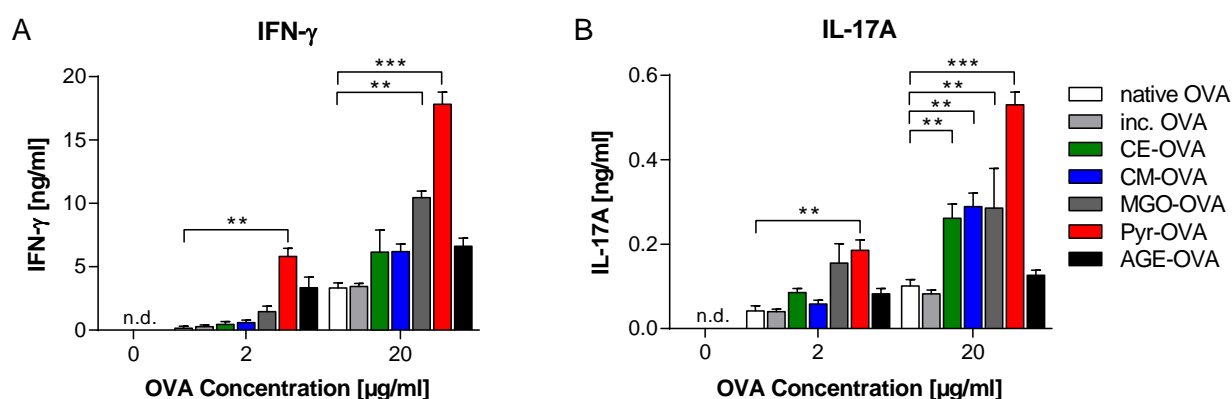 A
IFN-γ
IFN-γ [ng/ml]
20
15
10
5
0
n.d.
**
**
***
0
2
20
OVA Concentration [µg/ml]
B
IL-17A
IL-17A [ng/ml]
0.6
0.4
0.2
0.0
n.d.
**
***
**
**
**
0
2
20
OVA Concentration [µg/ml]
native OVA
inc. OVA
CE-OVA
CM-OVA
MGO-OVA
Pyr-OVA
AGE-OVA